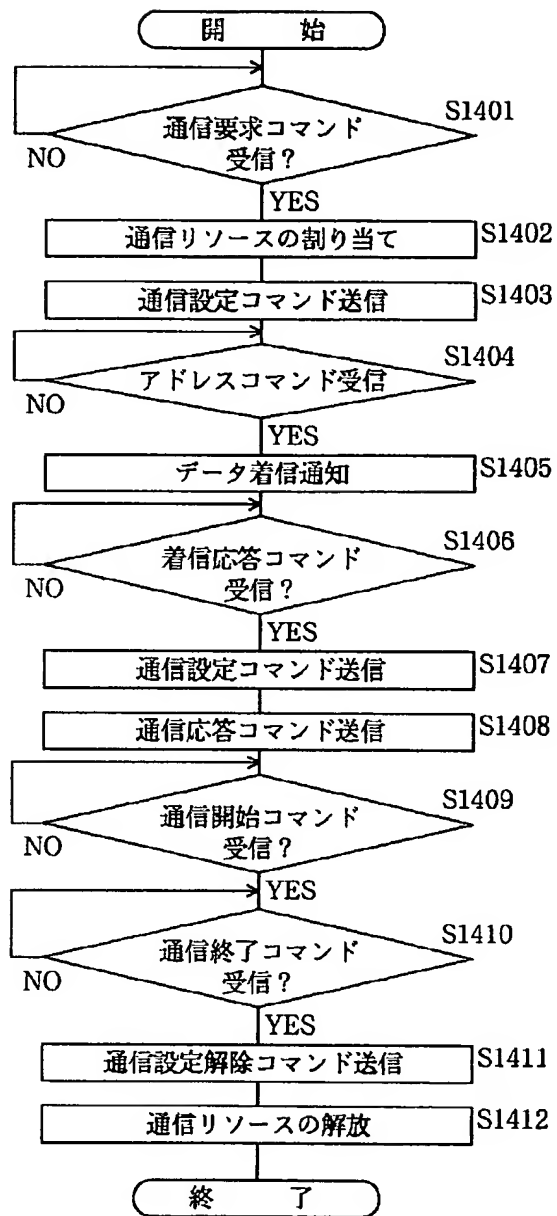 開 始
S1401
通信要求コマンド
受信？
NO
YES
通信リソースの割り当て
S1402
通信設定コマンド送信
S1403
S1404
アドレスコマンド受信
NO
YES
データ着信通知
S1405
S1406
着信応答コマンド
受信？
NO
YES
通信設定コマンド送信
S1407
通信応答コマンド送信
S1408
S1409
通信開始コマンド
受信？
NO
YES
S1410
通信終了コマンド
受信？
NO
YES
通信設定解除コマンド送信
S1411
通信リソースの解放
S1412
終 了